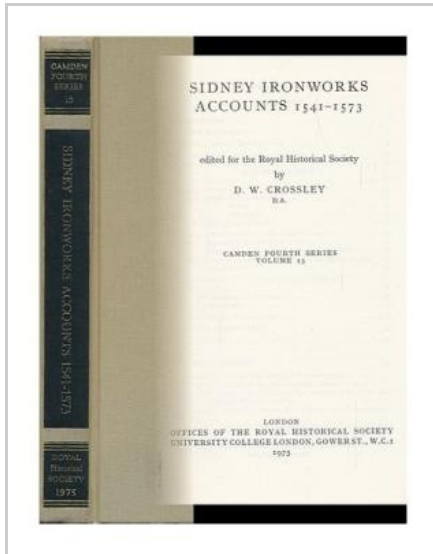 CAMDEN
FOURTH
SERIES
15
SIDNEY IRONWORKS ACCOUNTS 1541-1573
ROYAL
Historical
SOCIETY
1975
SIDNEY IRONWORKS
ACCOUNTS 1541–1573
edited for the Royal Historical Society
by
D. W. CROSSLEY
B.A.
CAMDEN FOURTH SERIES
VOLUME 15
LONDON
OFFICES OF THE ROYAL HISTORICAL SOCIETY
UNIVERSITY COLLEGE LONDON, GOWER ST., W.C.1
1975